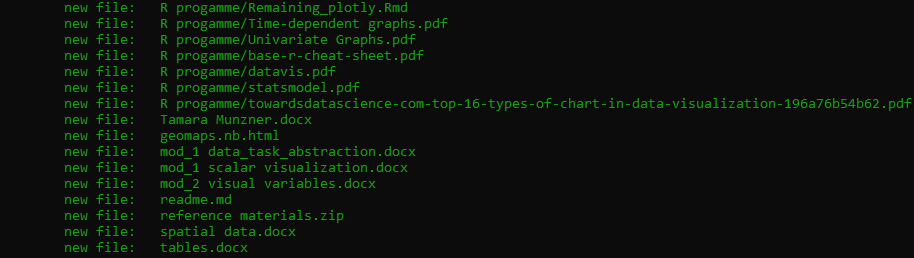 new file:   R progamme/Remaining_plotly.Rmd
new file:   R progamme/Time-dependent graphs.pdf
new file:   R progamme/Univariate Graphs.pdf
new file:   R progamme/base-r-cheat-sheet.pdf
new file:   R progamme/datavis.pdf
new file:   R progamme/statsmodel.pdf
new file:   R progamme/towardsdatascience-com-top-16-types-of-chart-in-data-visualization-196a76b54b62.pdf
new file:   Tamara Munzner.docx
new file:   geomaps.nb.html
new file:   mod_1 data_task_abstraction.docx
new file:   mod_1 scalar visualization.docx
new file:   mod_2 visual variables.docx
new file:   readme.md
new file:   reference materials.zip
new file:   spatial data.docx
new file:   tables.docx